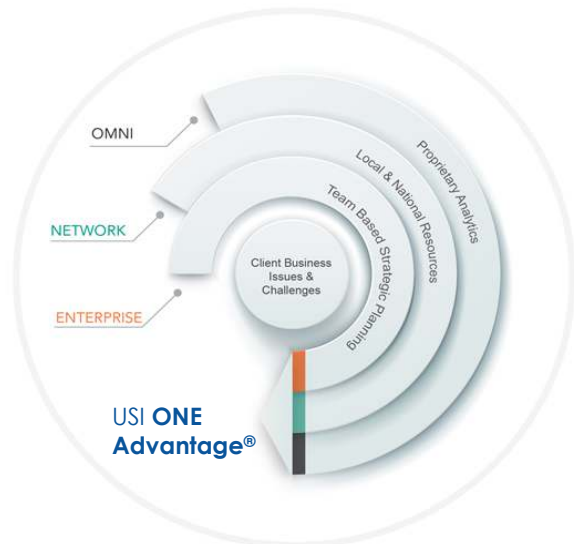 OMNI
NETWORK
ENTERPRISE
Proprietary Analytics
Local & National Resources
Team Based Strategic Planning
Client Business
Issues &
Challenges
USI ONE
Advantage®